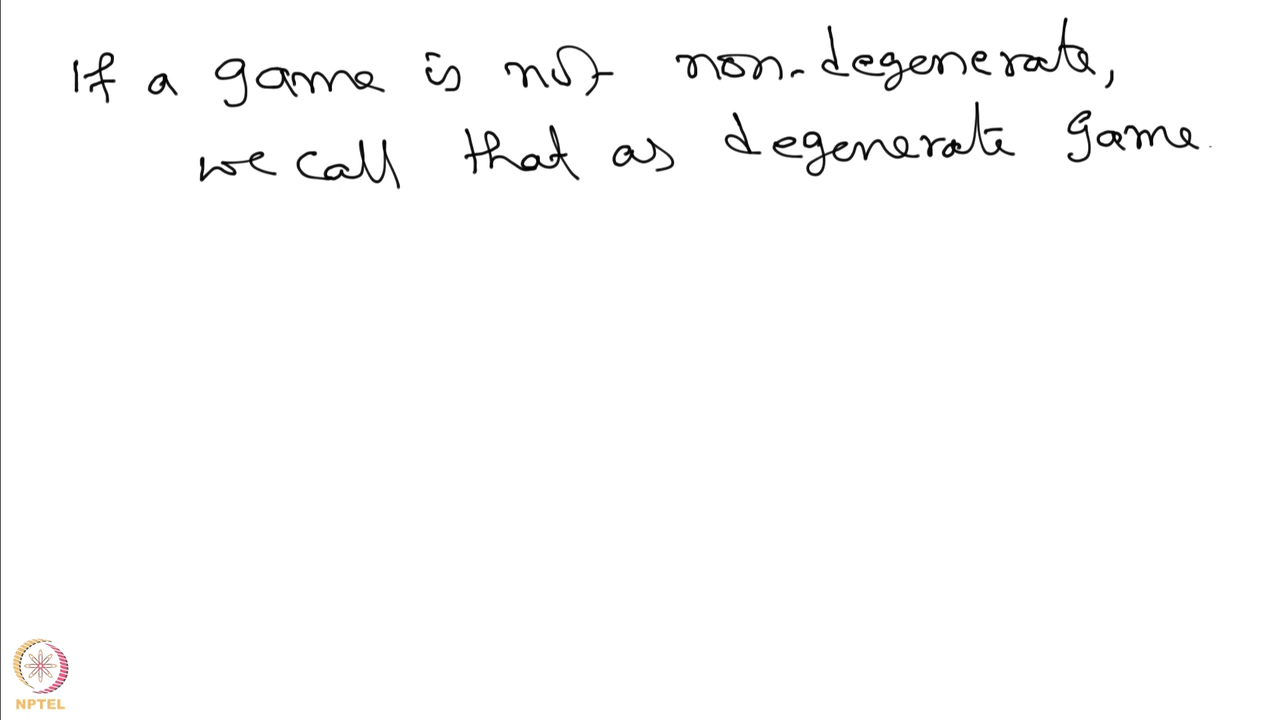 If a game is not non-degenerate,
we call that as degenerate game.
NPTEL